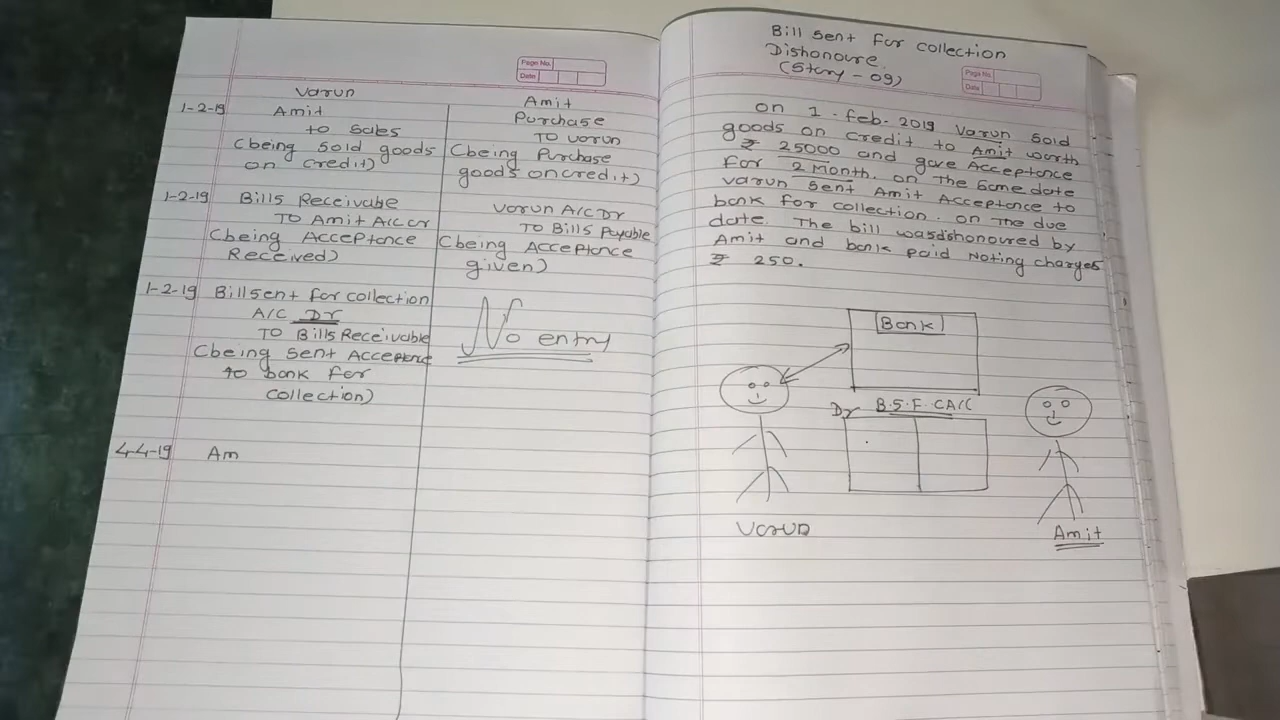 Varun
1-2-19 Amit
to sales
(being sold goods
on credit)
1-2-19 Bills Receivable
TO Amit A/C cr
(being Acceptance
Received)
1-2-19 Bill sent for collection
A/C Dr
TO Bills Receivable
(being sent Acceptence
to bank for
collection)
4-4-19 Am
Page No.
Date
Amit
Purchase
TO varun
(being Purchase
goods on credit)
Varun A/C Dr
TO Bills Payable
(being Acceptance
given)
No entry
Bill sent for collection
Dishonoure.
(Story - 09)
Page No.
Date
on 1. feb. 2019 Varun Sold
goods on credit to Amit worth
₹ 25000 and gave Acceptance
For 2 Month. on The same date
varun sent Amit Acceptance to
bank for collection. on The due
date. The bill was dishonoured by
Amit and bank paid Noting charges
₹ 250.
Bank
Dr B.S.F. C A/C
Varun
Amit